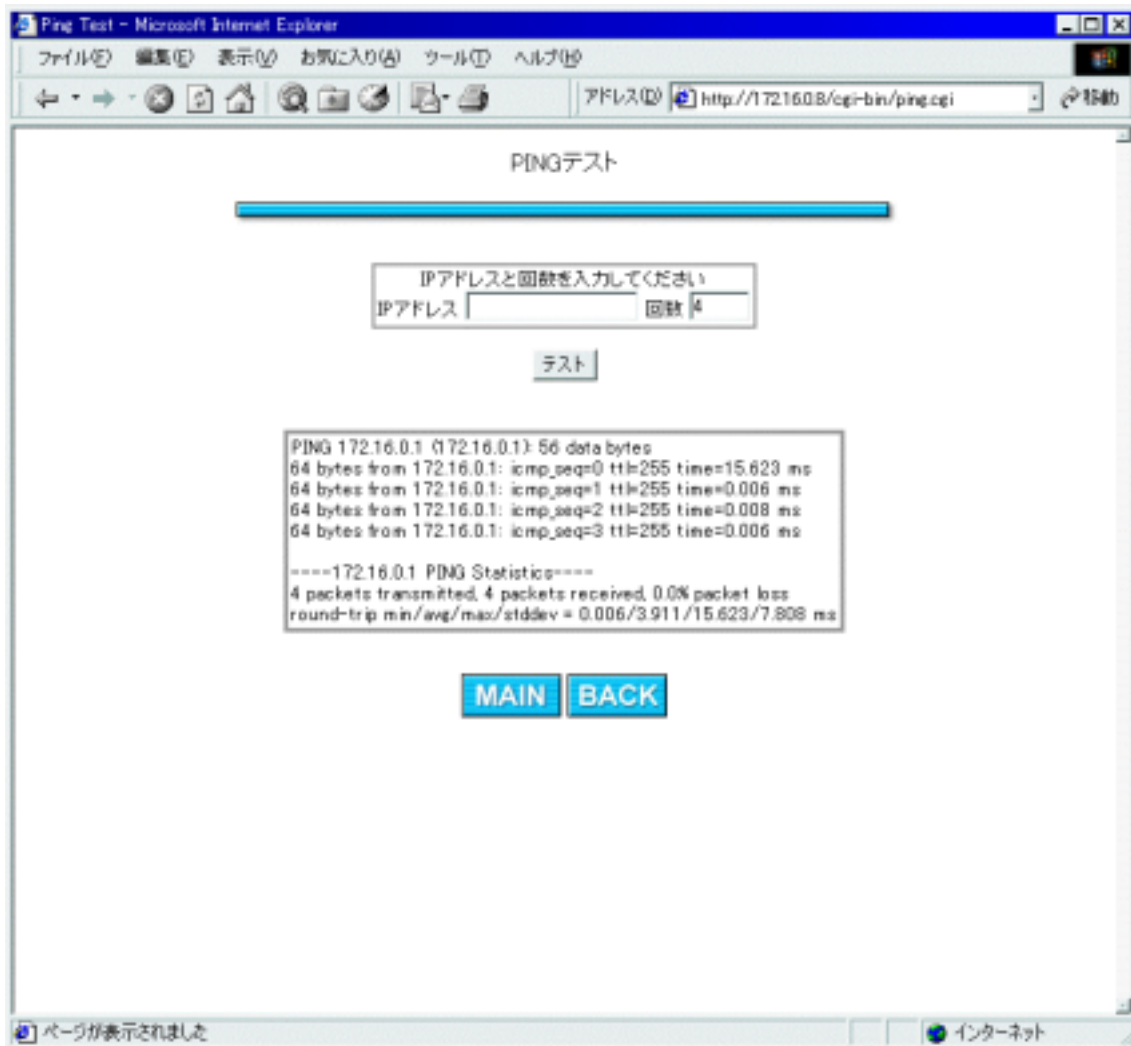 Ping Test - Microsoft Internet Explorer
ファイル(F) 編集(E) 表示(V) お気に入り(A) ツール(T) ヘルプ(H)
アドレス(D) http://172.16.0.8/cgi-bin/ping.cgi 移動
PINGテスト
IPアドレスと回数を入力してください
IPアドレス 回数 4
テスト
PING 172.16.0.1 (172.16.0.1): 56 data bytes
64 bytes from 172.16.0.1: icmp_seq=0 ttl=255 time=15.623 ms
64 bytes from 172.16.0.1: icmp_seq=1 ttl=255 time=0.006 ms
64 bytes from 172.16.0.1: icmp_seq=2 ttl=255 time=0.008 ms
64 bytes from 172.16.0.1: icmp_seq=3 ttl=255 time=0.006 ms
----172.16.0.1 PING Statistics----
4 packets transmitted, 4 packets received, 0.0% packet loss
round-trip min/avg/max/stddev = 0.006/3.911/15.623/7.808 ms
MAIN BACK
ページが表示されました インターネット